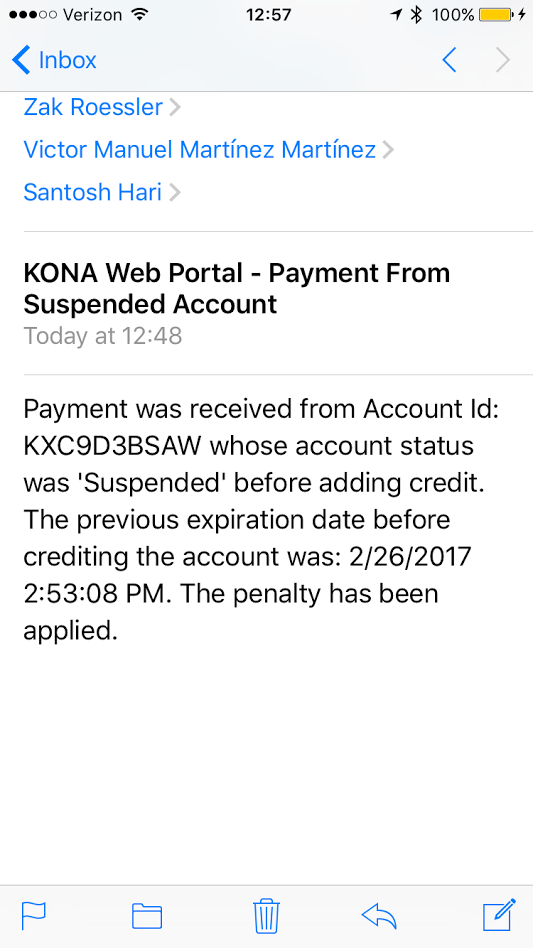 Verizon 12:57 100%
Inbox
Zak Roessler
Victor Manuel Martínez Martínez
Santosh Hari
KONA Web Portal - Payment From
Suspended Account
Today at 12:48
Payment was received from Account Id:
KXC9D3BSAW whose account status
was 'Suspended' before adding credit.
The previous expiration date before
crediting the account was: 2/26/2017
2:53:08 PM. The penalty has been
applied.